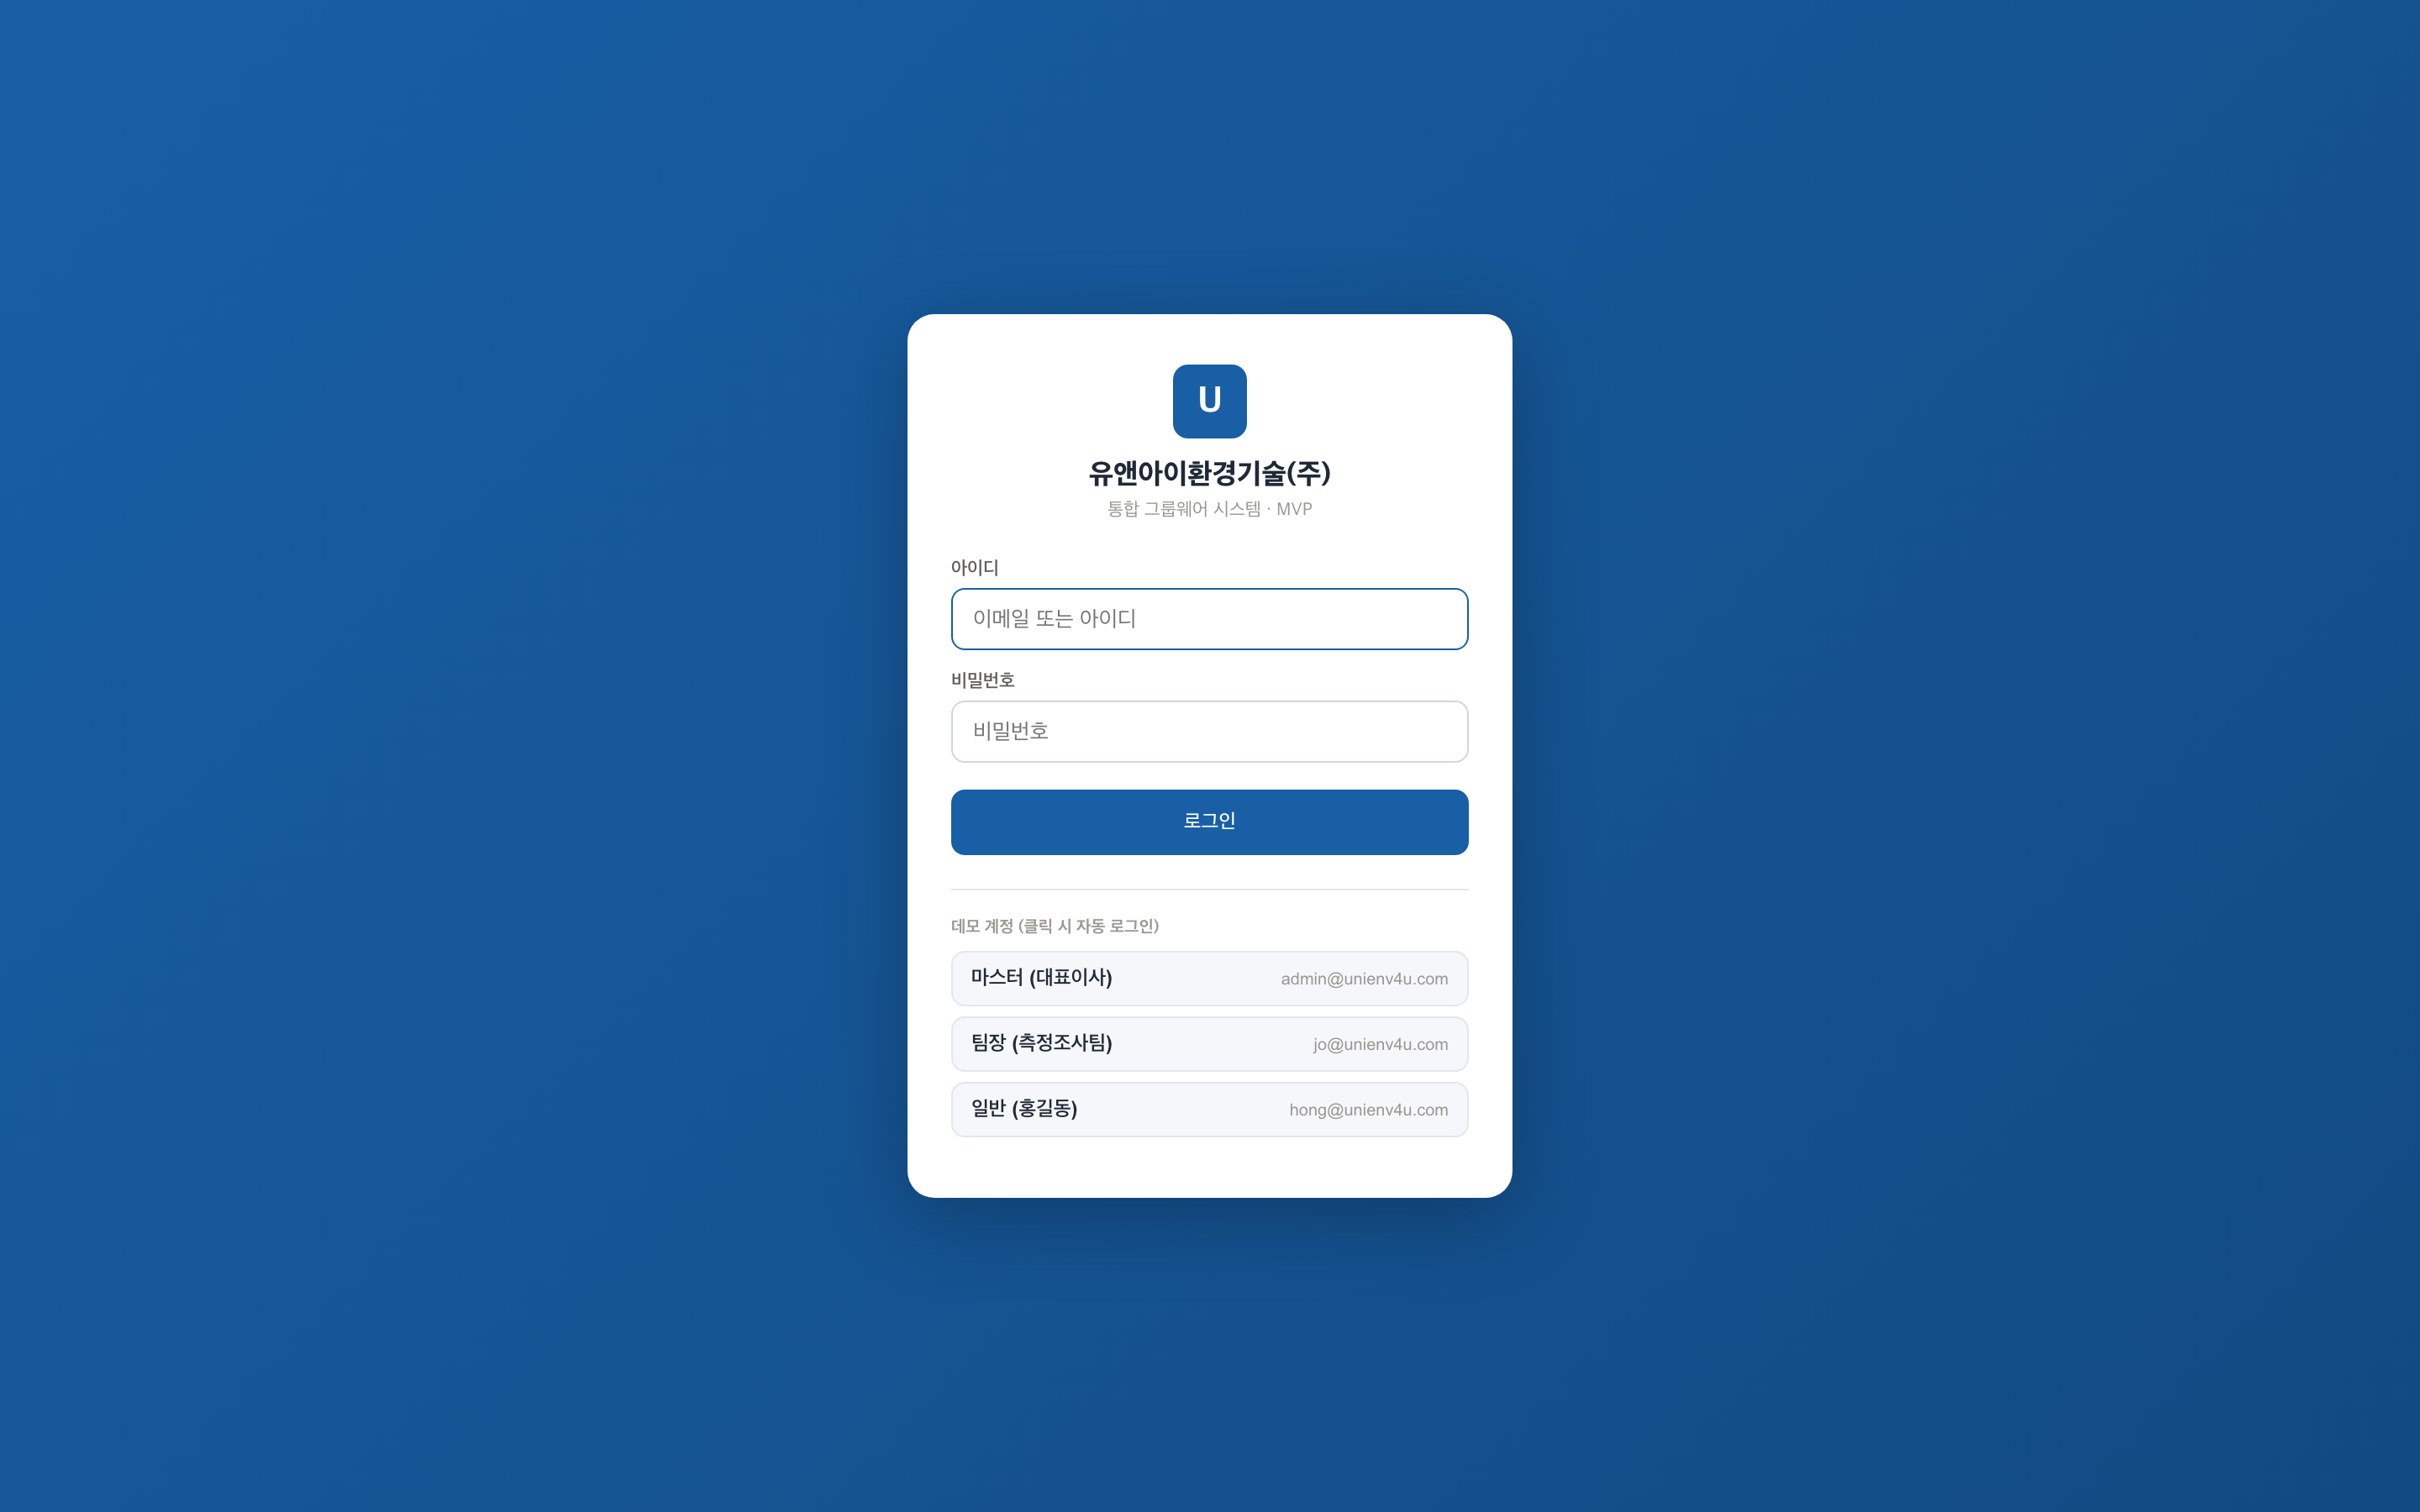 U
유앤아이환경기술(주)
통합 그룹웨어 시스템 · MVP
아이디
이메일 또는 아이디
비밀번호
비밀번호
로그인
데모 계정 (클릭 시 자동 로그인)
마스터 (대표이사) admin@unienv4u.com
팀장 (측정조사팀) jo@unienv4u.com
일반 (홍길동) hong@unienv4u.com